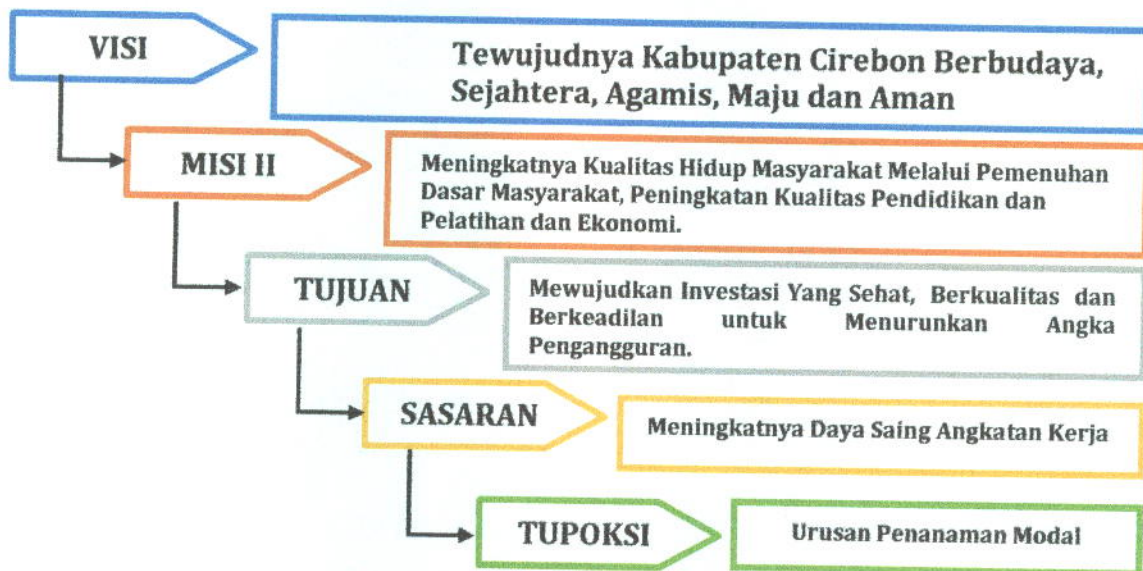 VISI
Tewujudnya Kabupaten Cirebon Berbudaya,
Sejahtera, Agamis, Maju dan Aman
MISI II
Meningkatnya Kualitas Hidup Masyarakat Melalui Pemenuhan
Dasar Masyarakat, Peningkatan Kualitas Pendidikan dan
Pelatihan dan Ekonomi.
TUJUAN
Mewujudkan Investasi Yang Sehat, Berkualitas dan
Berkeadilan untuk Menurunkan Angka
Pengangguran.
SASARAN
Meningkatnya Daya Saing Angkatan Kerja
TUPOKSI
Urusan Penanaman Modal